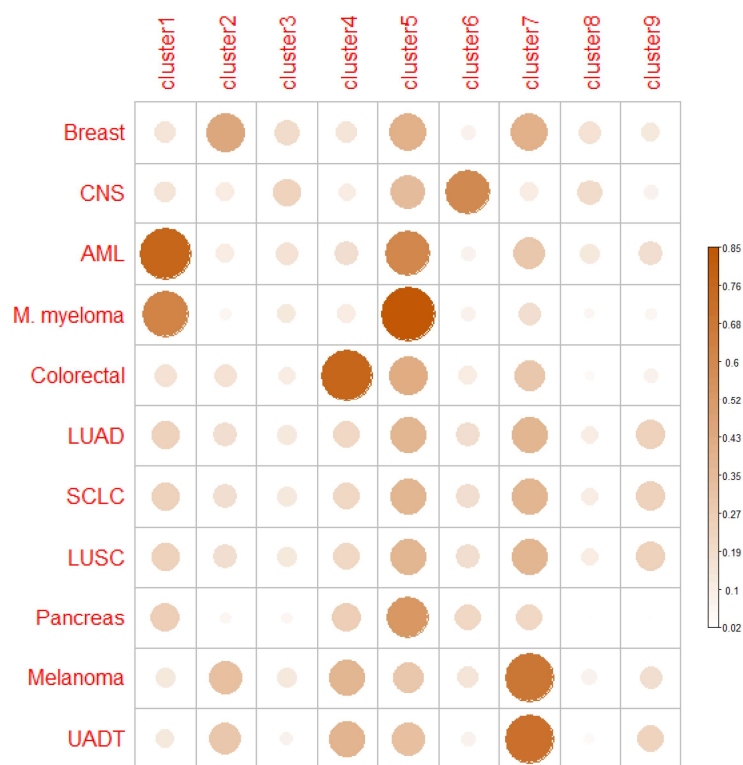 cluster1
cluster2
cluster3
cluster4
cluster5
cluster6
cluster7
cluster8
cluster9
Breast
CNS
AML
M. myeloma
Colorectal
LUAD
SCLC
LUSC
Pancreas
Melanoma
UADT
0.85
0.76
0.68
0.6
0.52
0.43
0.35
0.27
0.19
0.1
0.02